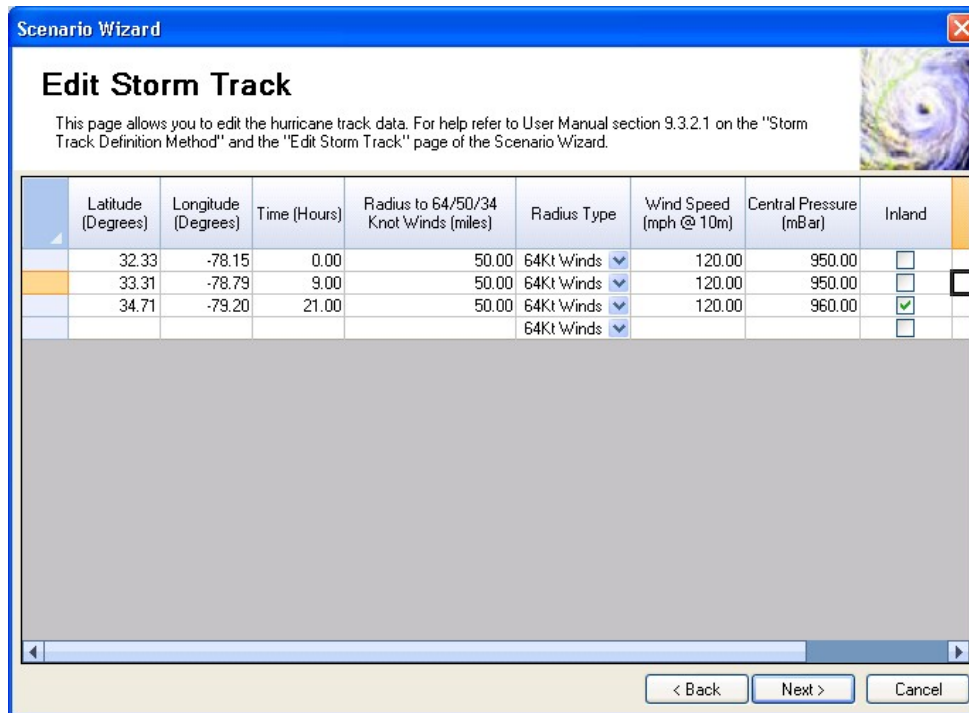 Scenario Wizard
Edit Storm Track
This page allows you to edit the hurricane track data. For help refer to User Manual section 9.3.2.1 on the "Storm
Track Definition Method" and the "Edit Storm Track" page of the Scenario Wizard.
Latitude (Degrees) Longitude (Degrees) Time (Hours) Radius to 64/50/34 Knot Winds (miles) Radius Type Wind Speed (mph @ 10m) Central Pressure (mBar) Inland
32.33 -78.15 0.00 50.00 64Kt Winds 120.00 950.00
33.31 -78.79 9.00 50.00 64Kt Winds 120.00 950.00
34.71 -79.20 21.00 50.00 64Kt Winds 120.00 960.00
64Kt Winds
< Back Next > Cancel